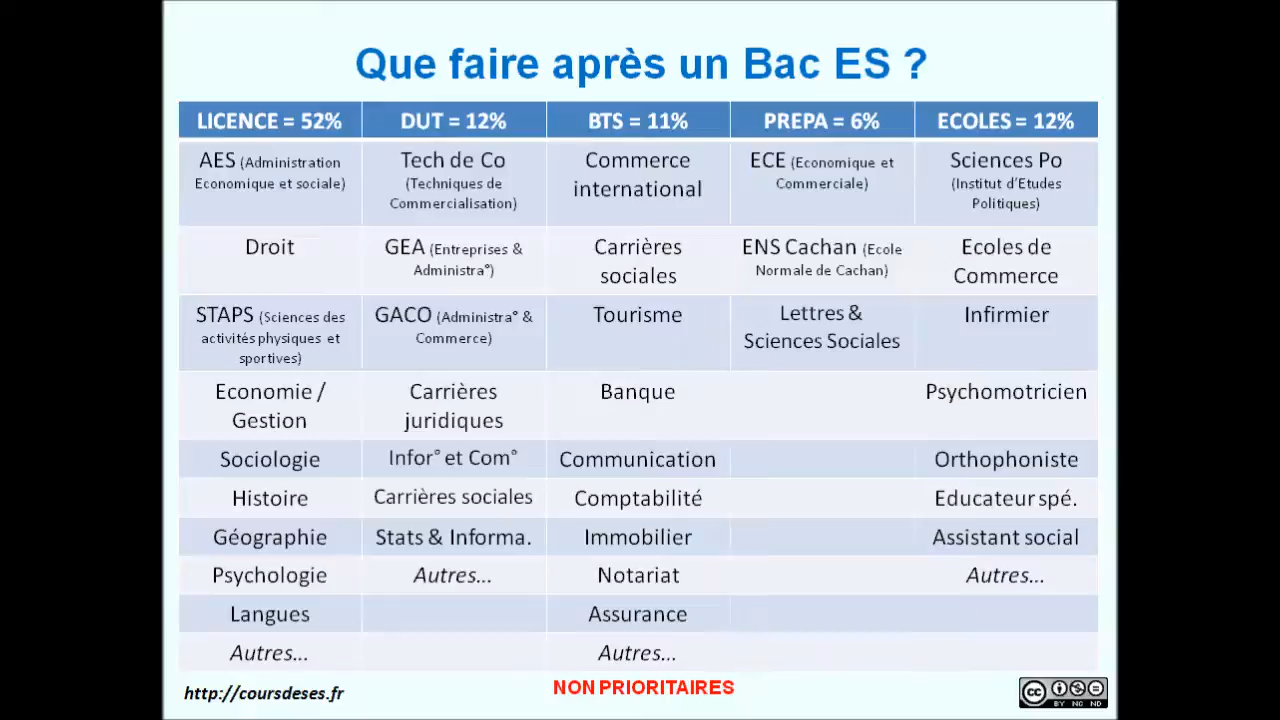 Que faire après un Bac ES ?
LICENCE = 52%
DUT = 12%
BTS = 11%
PREPA = 6%
ECOLES = 12%
AES (Administration
Economique et sociale)
Tech de Co
(Techniques de
Commercialisation)
Commerce
international
ECE (Economique et
Commerciale)
Sciences Po
(Institut d'Etudes
Politiques)
Droit
GEA (Entreprises &
Administra°)
Carrières
sociales
ENS Cachan (Ecole
Normale de Cachan)
Ecoles de
Commerce
STAPS (Sciences des
activités physiques et
sportives)
GACO (Administra° &
Commerce)
Tourisme
Lettres &
Sciences Sociales
Infirmier
Economie /
Gestion
Carrières
juridiques
Banque
Psychomotricien
Sociologie
Infor° et Com°
Communication
Orthophoniste
Histoire
Carrières sociales
Comptabilité
Educateur spé.
Géographie
Stats & Informa.
Immobilier
Assistant social
Psychologie
Autres...
Notariat
Autres...
Langues
Assurance
Autres...
Autres...
http://coursdeses.fr
NON PRIORITAIRES
cc
BY NC ND